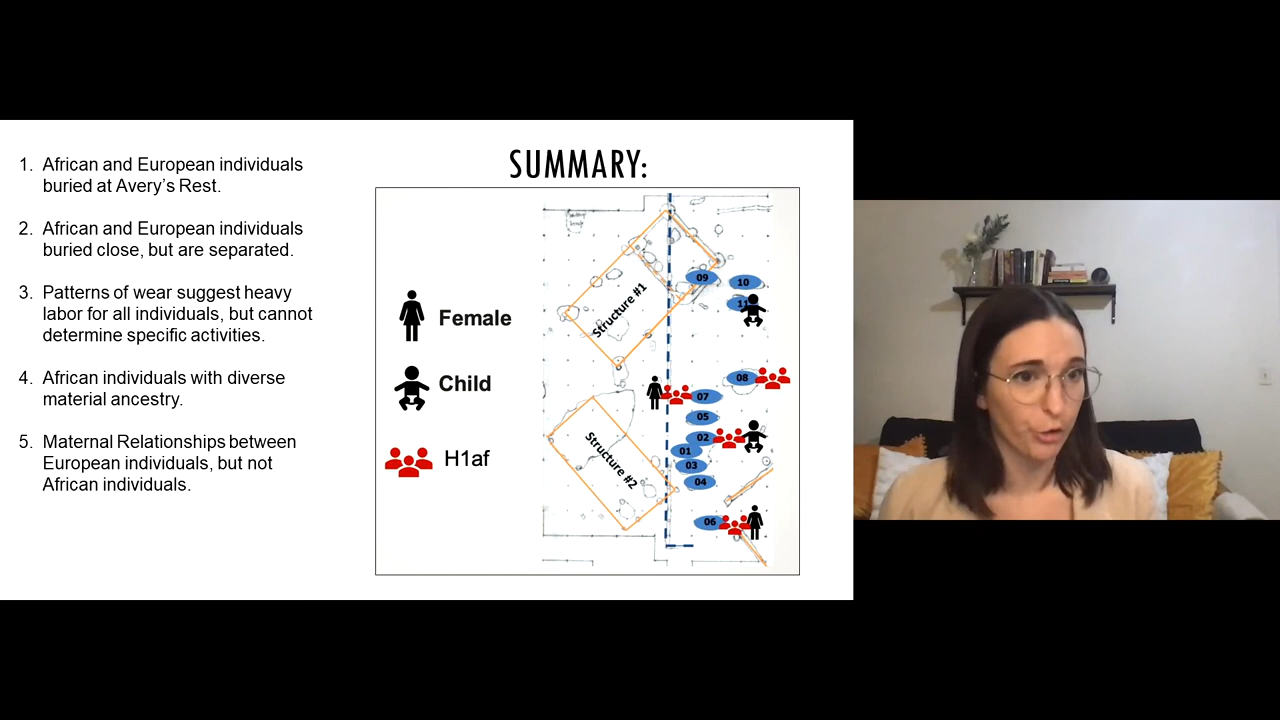 1. African and European individuals
buried at Avery's Rest.
2. African and European individuals
buried close, but are separated.
3. Patterns of wear suggest heavy
labor for all individuals, but cannot
determine specific activities.
4. African individuals with diverse
material ancestry.
5. Maternal Relationships between
European individuals, but not
African individuals.
SUMMARY:
Female
Child
H1af
Structure #1
Structure #2
09
10
11
08
07
05
02
01
03
04
06